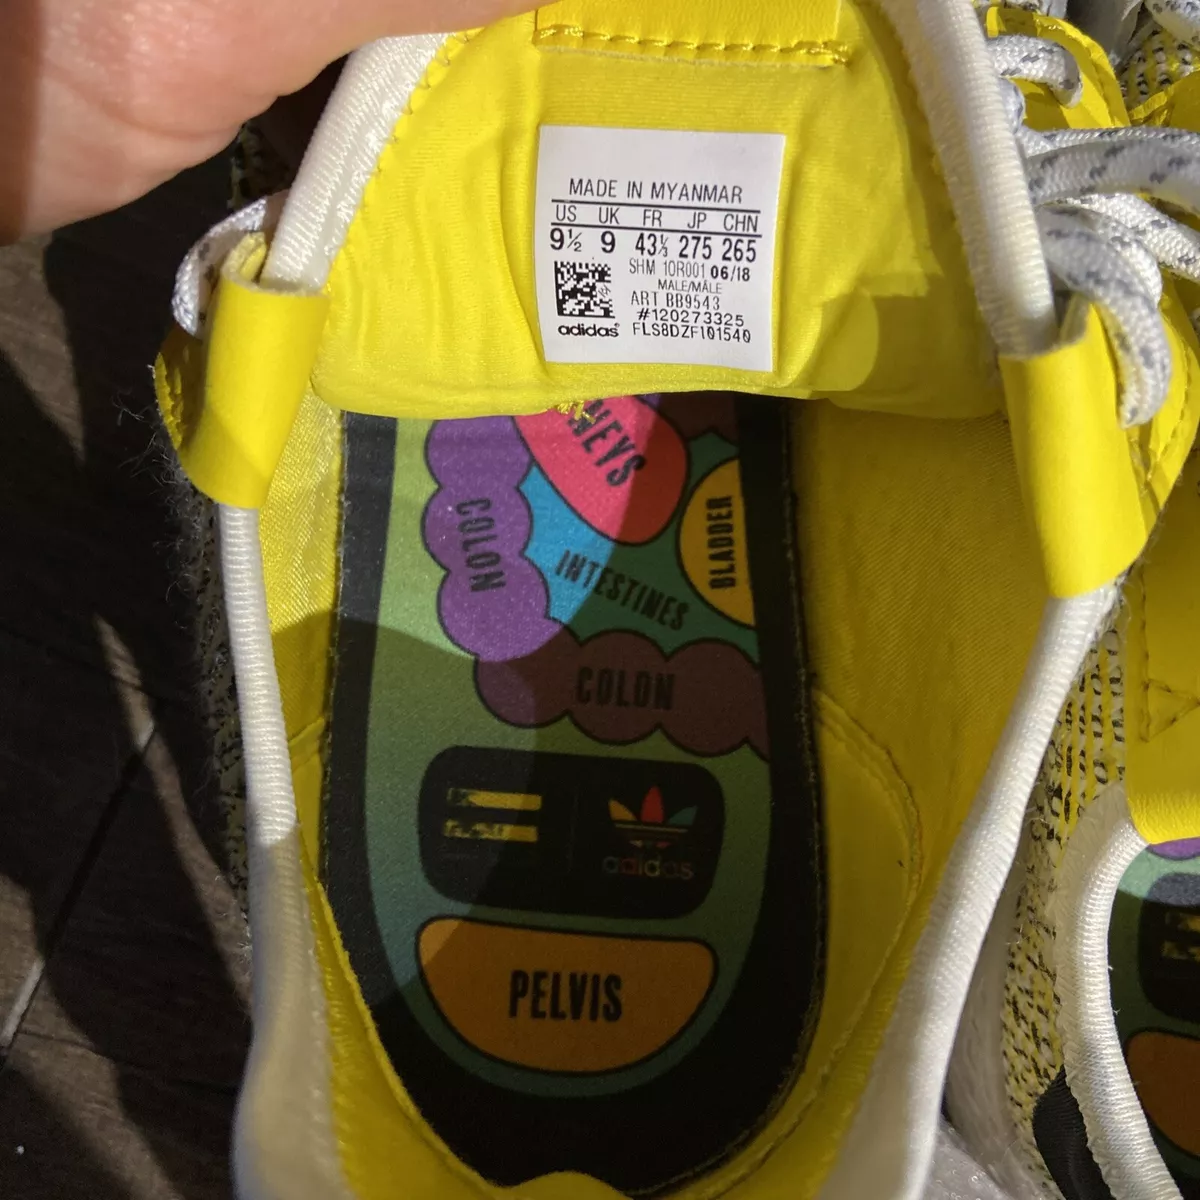 MADE IN MYANMAR
US UK FR JP CHN
9½ 9 43⅓ 275 265
SHM 10R001 06/18
MALE/MÂLE
ART BB9543
#120273325
FLS8DZF101540
adidas
NEYS
COLON
BLADDER
INTESTINES
COLON
adidas
PELVIS